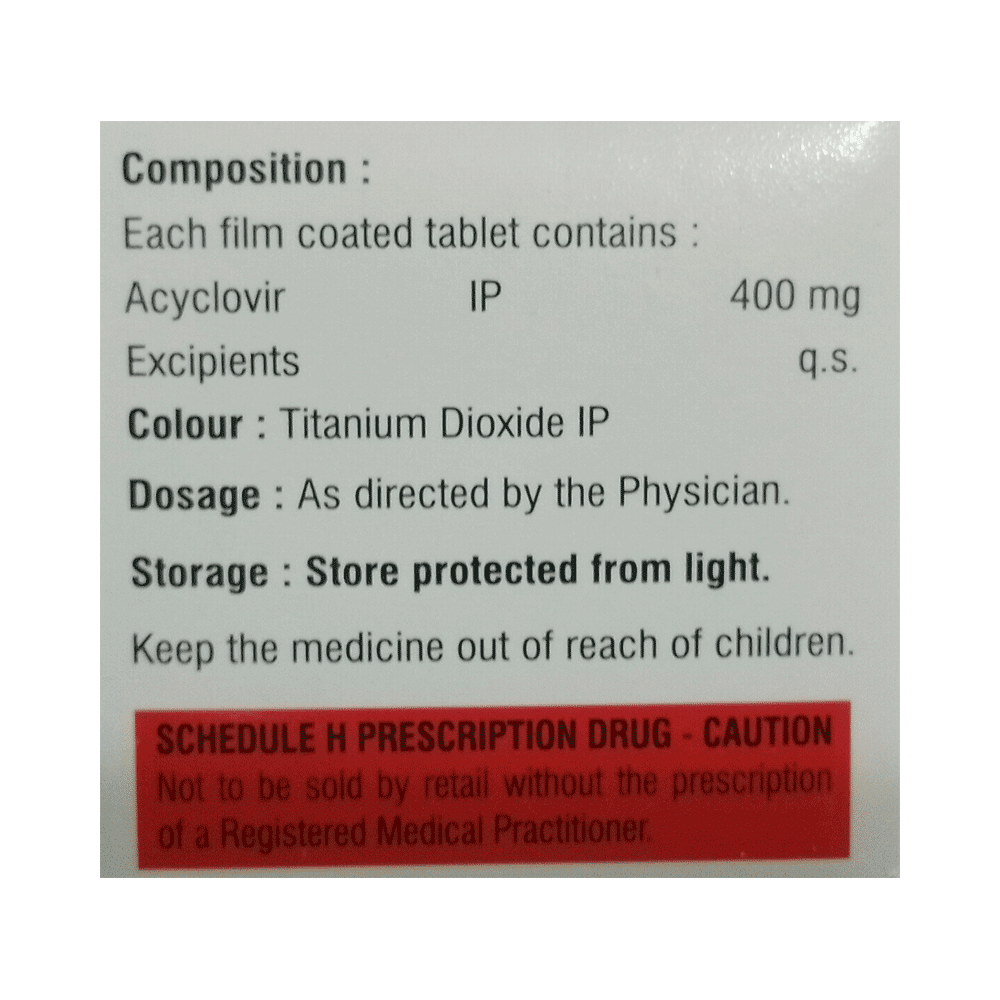 Composition :
Each film coated tablet contains :
Acyclovir IP 400 mg
Excipients q.s.
Colour : Titanium Dioxide IP
Dosage : As directed by the Physician.
Storage : Store protected from light.
Keep the medicine out of reach of children.
SCHEDULE H PRESCRIPTION DRUG - CAUTION
Not to be sold by retail without the prescription
of a Registered Medical Practitioner.